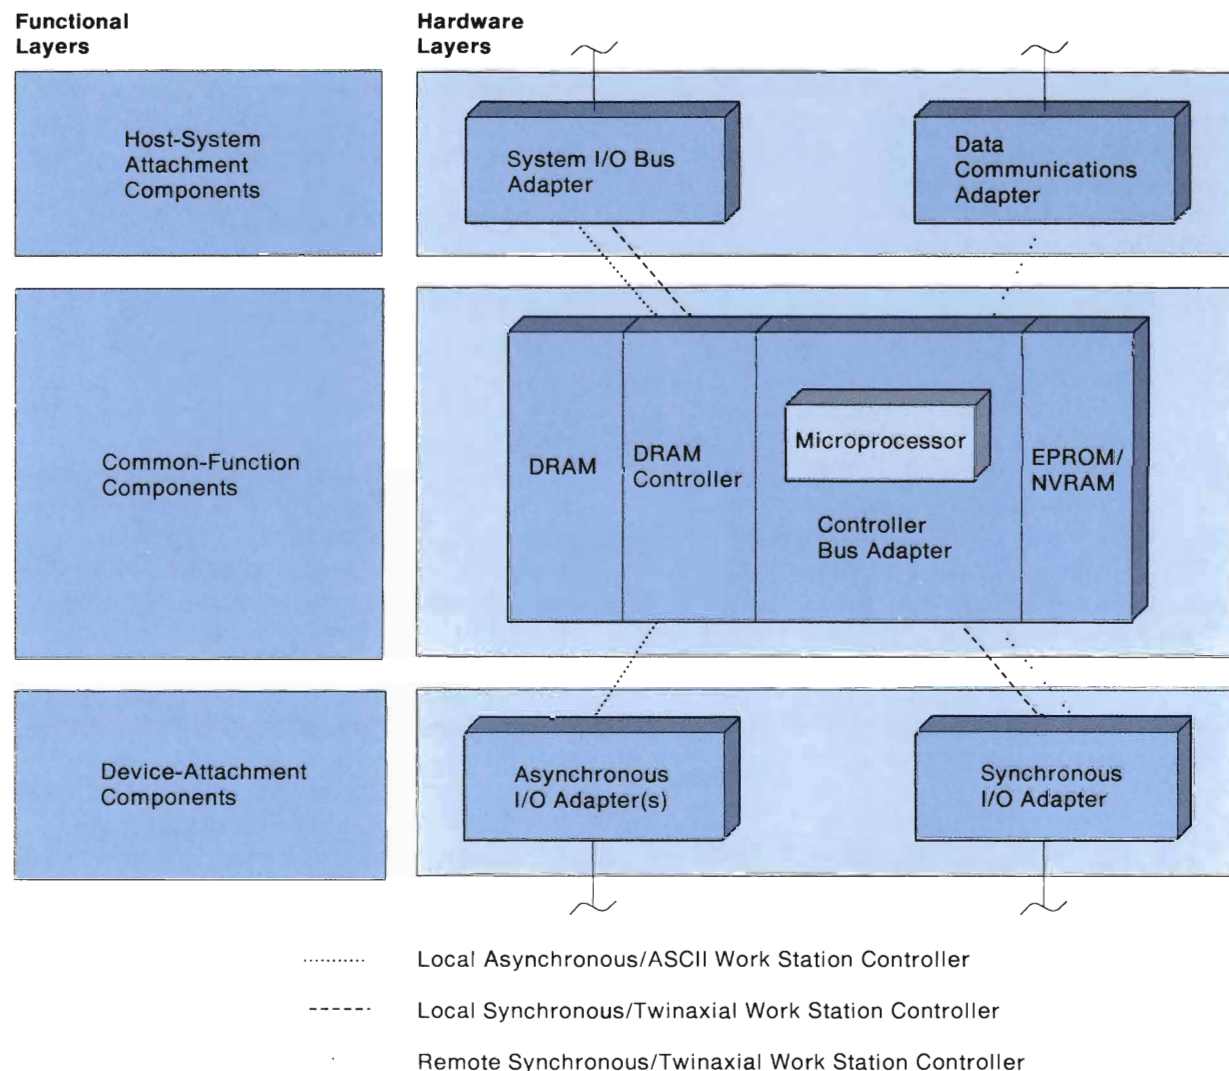 Functional
Layers
Hardware
Layers
Host-System
Attachment
Components
System I/O Bus
Adapter
Data
Communications
Adapter
Common-Function
Components
DRAM
DRAM
Controller
Microprocessor
Controller
Bus Adapter
EPROM/
NVRAM
Device-Attachment
Components
Asynchronous
I/O Adapter(s)
Synchronous
I/O Adapter
Local Asynchronous/ASCII Work Station Controller
Local Synchronous/Twinaxial Work Station Controller
Remote Synchronous/Twinaxial Work Station Controller